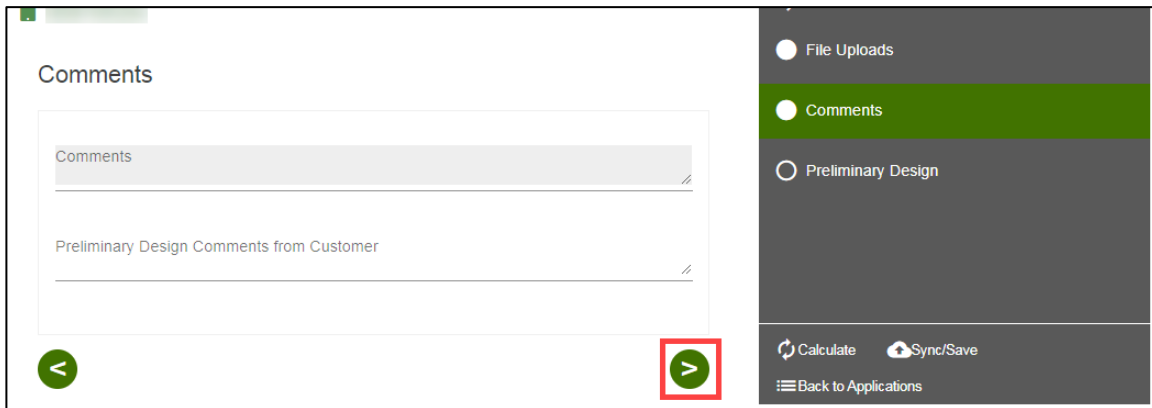 Comments
Comments
Preliminary Design Comments from Customer
<
>
File Uploads
Comments
Preliminary Design
Calculate
Sync/Save
Back to Applications